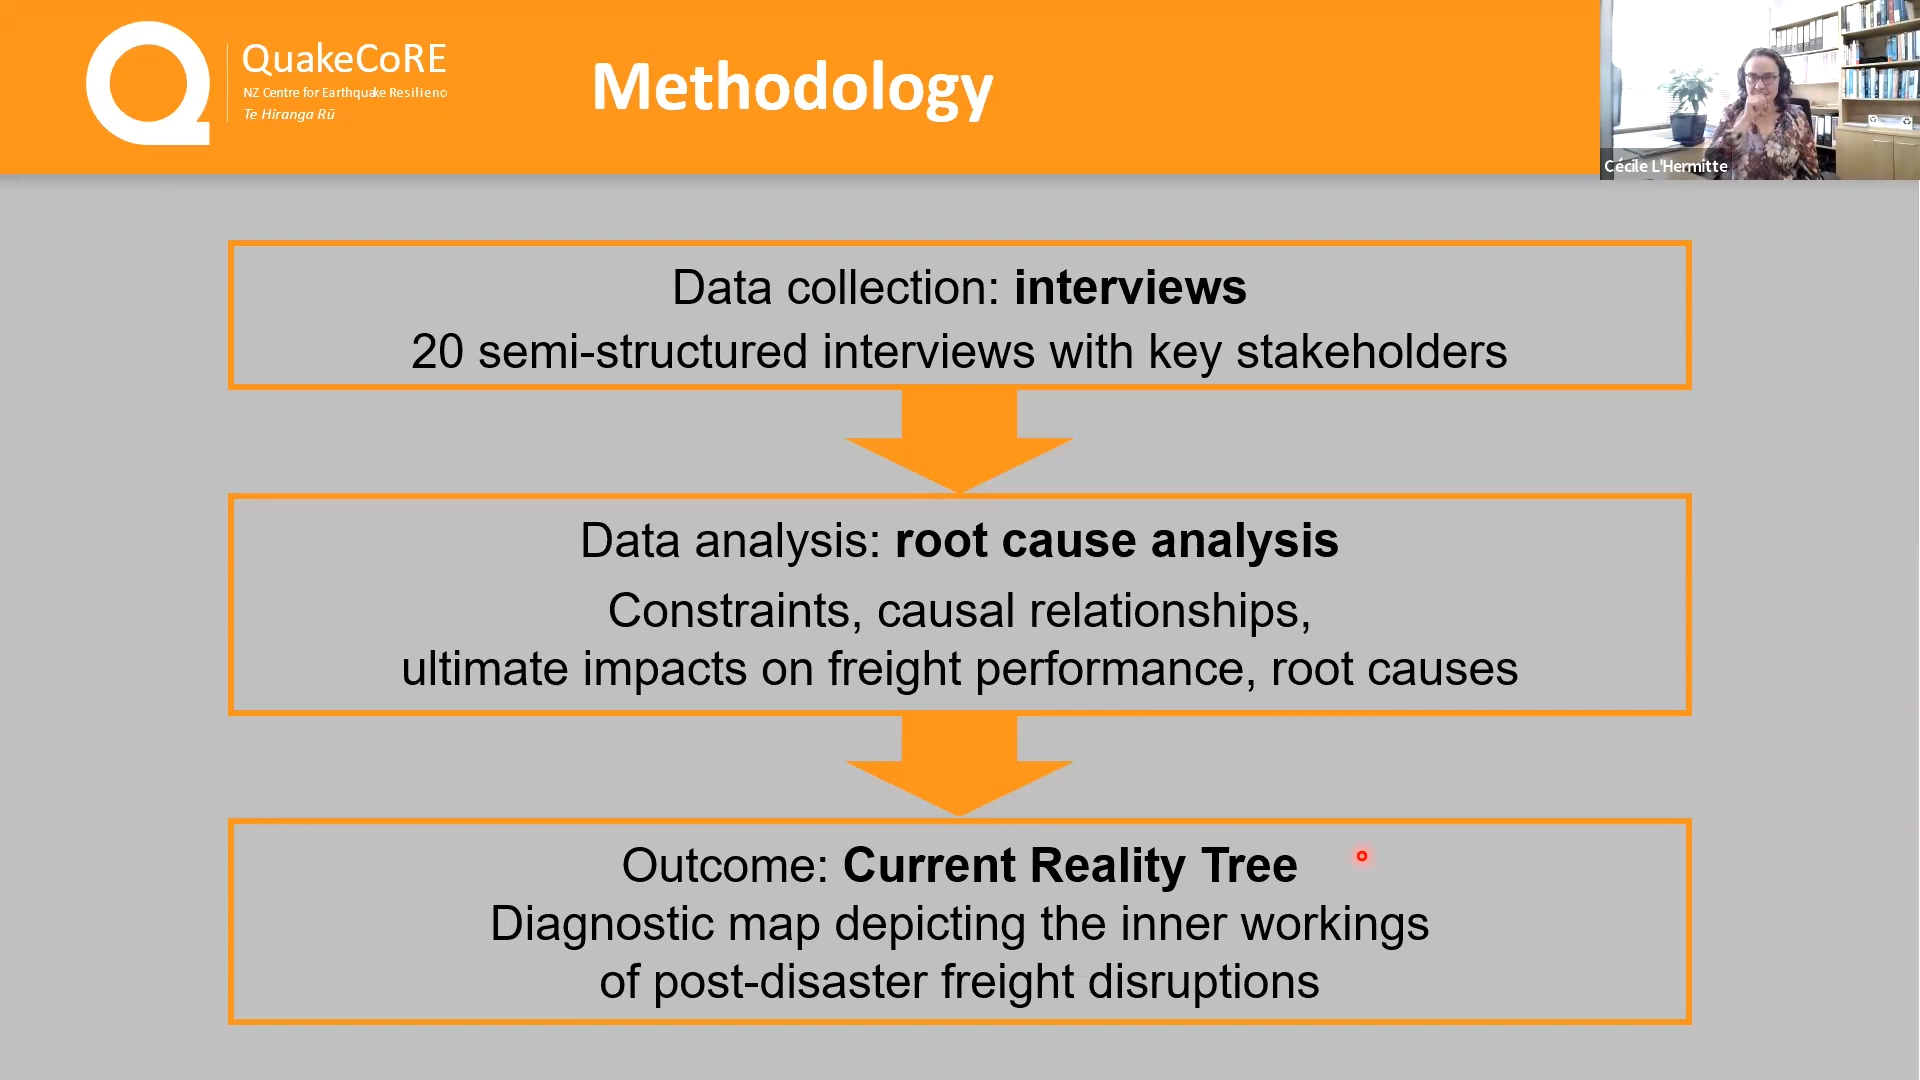 QuakeCoRE
NZ Centre for Earthquake Resilienc
Te Hiranga Rū
Methodology
Cécile L'Hermitte
Data collection: interviews
20 semi-structured interviews with key stakeholders
Data analysis: root cause analysis
Constraints, causal relationships,
ultimate impacts on freight performance, root causes
Outcome: Current Reality Tree
Diagnostic map depicting the inner workings
of post-disaster freight disruptions